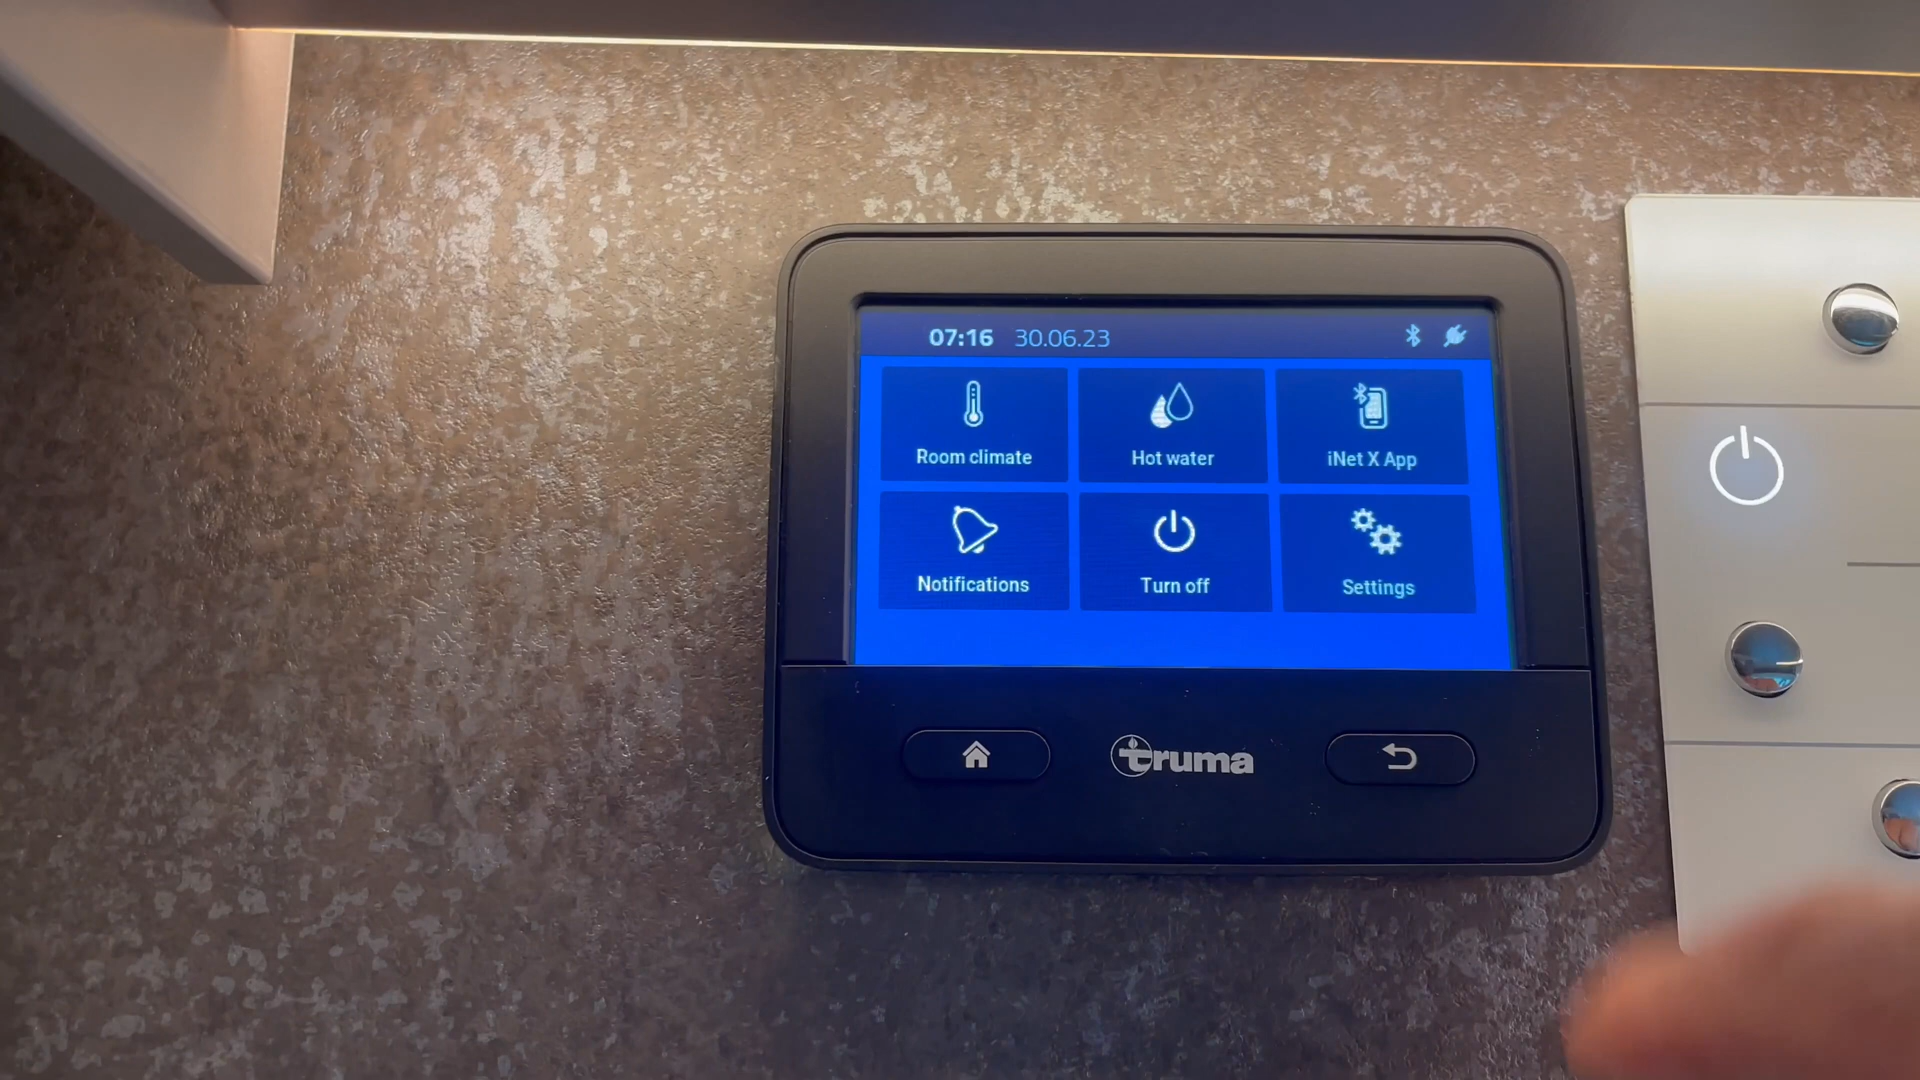 07:16 30.06.23
Room climate
Hot water
iNet X App
Notifications
Turn off
Settings
truma